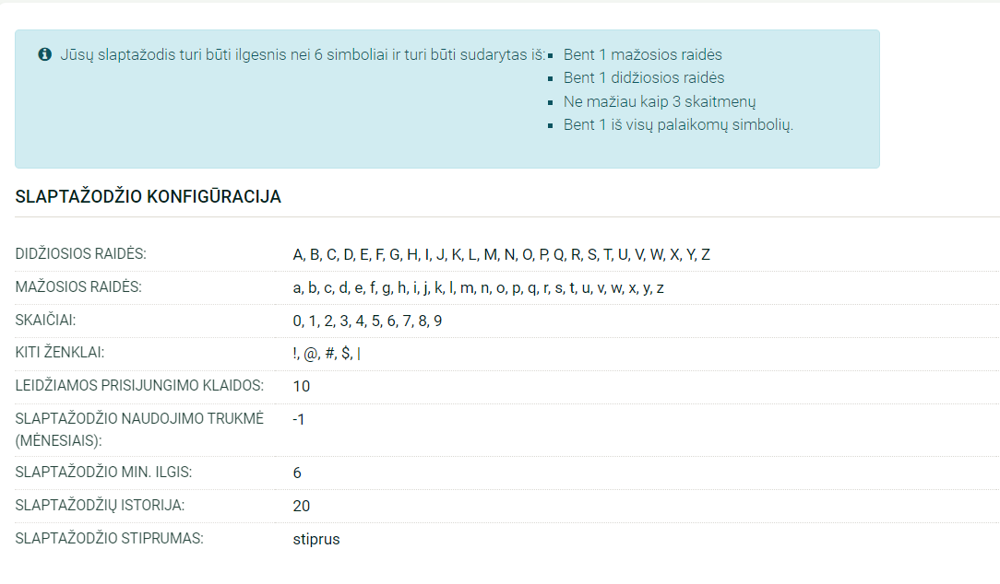 Jūsų slaptažodis turi būti ilgesnis nei 6 simboliai ir turi būti sudarytas iš:
Bent 1 mažosios raidės
Bent 1 didžiosios raidės
Ne mažiau kaip 3 skaitmenų
Bent 1 iš visų palaikomų simbolių.
SLAPTAŽODŽIO KONFIGŪRACIJA
DIDŽIOSIOS RAIDĖS: A, B, C, D, E, F, G, H, I, J, K, L, M, N, O, P, Q, R, S, T, U, V, W, X, Y, Z
MAŽOSIOS RAIDĖS: a, b, c, d, e, f, g, h, i, j, k, l, m, n, o, p, q, r, s, t, u, v, w, x, y, z
SKAIČIAI: 0, 1, 2, 3, 4, 5, 6, 7, 8, 9
KITI ŽENKLAI: !, @, #, $, |
LEIDŽIAMOS PRISIJUNGIMO KLAIDOS: 10
SLAPTAŽODŽIO NAUDOJIMO TRUKMĖ -1
(MĖNESIAIS):
SLAPTAŽODŽIO MIN. ILGIS: 6
SLAPTAŽODŽIŲ ISTORIJA: 20
SLAPTAŽODŽIO STIPRUMAS: stiprus